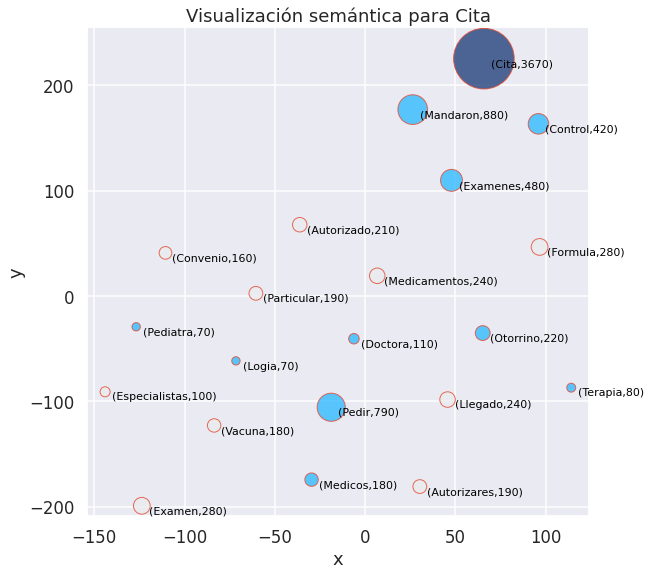 Visualización semántica para Cita
(Cita,3670)
200
(Mandaron,880)
(Control,420)
(Examenes,480)
100
(Autorizado,210)
(Formula,280)
(Convenio,160)
(Medicamentos,240)
0
(Particular,190)
y
(Pediatra,70)
(Otorrino,220)
(Doctora,110)
(Logia,70)
(Especialistas,100)
(Terapia,80)
−100
(Llegado,240)
(Pedir,790)
(Vacuna,180)
(Medicos,180)
(Autorizares,190)
−200
(Examen,280)
−150 −100 −50 0 50 100
x